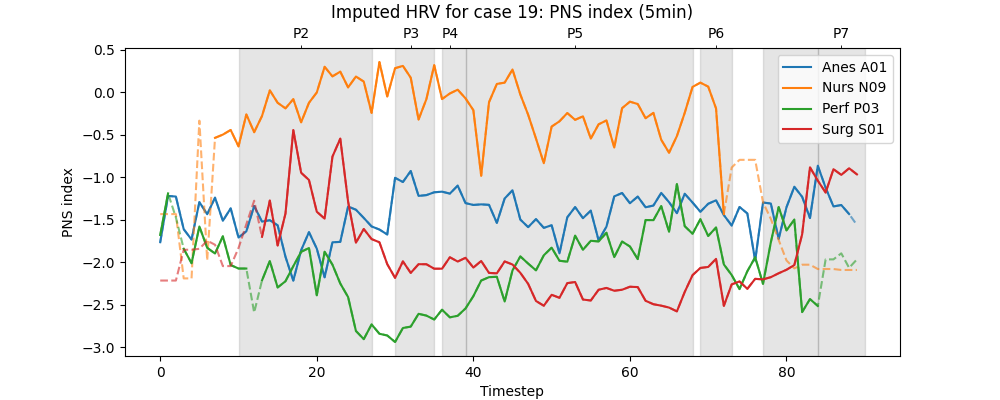 Imputed HRV for case 19: PNS index (5min)
P2 P3 P4 P5 P6 P7
0.5
0.0
−0.5
−1.0
−1.5
−2.0
−2.5
−3.0
PNS index
Anes A01
Nurs N09
Perf P03
Surg S01
0 20 40 60 80
Timestep